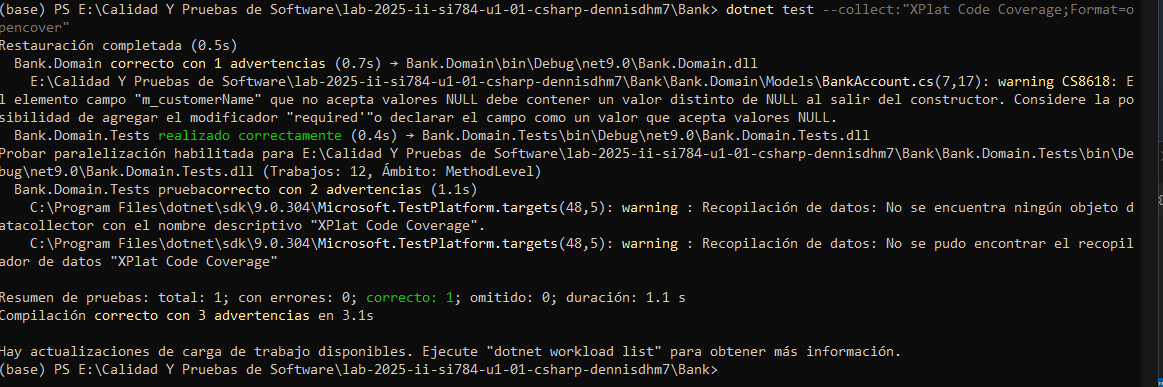 (base) PS E:\Calidad Y Pruebas de Software\lab-2025-ii-si784-u1-01-csharp-dennisdhm7\Bank> dotnet test --collect:"XPlat Code Coverage;Format=o
pencover"
Restauración completada (0.5s)
  Bank.Domain correcto con 1 advertencias (0.7s) → Bank.Domain\bin\Debug\net9.0\Bank.Domain.dll
    E:\Calidad Y Pruebas de Software\lab-2025-ii-si784-u1-01-csharp-dennisdhm7\Bank\Bank.Domain\Models\BankAccount.cs(7,17): warning CS8618: E
l elemento campo "m_customerName" que no acepta valores NULL debe contener un valor distinto de NULL al salir del constructor. Considere la po
sibilidad de agregar el modificador "required'"o declarar el campo como un valor que acepta valores NULL.
  Bank.Domain.Tests realizado correctamente (0.4s) → Bank.Domain.Tests\bin\Debug\net9.0\Bank.Domain.Tests.dll
Probar paralelización habilitada para E:\Calidad Y Pruebas de Software\lab-2025-ii-si784-u1-01-csharp-dennisdhm7\Bank\Bank.Domain.Tests\bin\De
bug\net9.0\Bank.Domain.Tests.dll (Trabajos: 12, Ámbito: MethodLevel)
  Bank.Domain.Tests pruebacorrecto con 2 advertencias (1.1s)
    C:\Program Files\dotnet\sdk\9.0.304\Microsoft.TestPlatform.targets(48,5): warning : Recopilación de datos: No se encuentra ningún objeto d
atacollector con el nombre descriptivo "XPlat Code Coverage".
    C:\Program Files\dotnet\sdk\9.0.304\Microsoft.TestPlatform.targets(48,5): warning : Recopilación de datos: No se pudo encontrar el recopil
ador de datos "XPlat Code Coverage"

Resumen de pruebas: total: 1; con errores: 0; correcto: 1; omitido: 0; duración: 1.1 s
Compilación correcto con 3 advertencias en 3.1s

Hay actualizaciones de carga de trabajo disponibles. Ejecute "dotnet workload list" para obtener más información.
(base) PS E:\Calidad Y Pruebas de Software\lab-2025-ii-si784-u1-01-csharp-dennisdhm7\Bank>